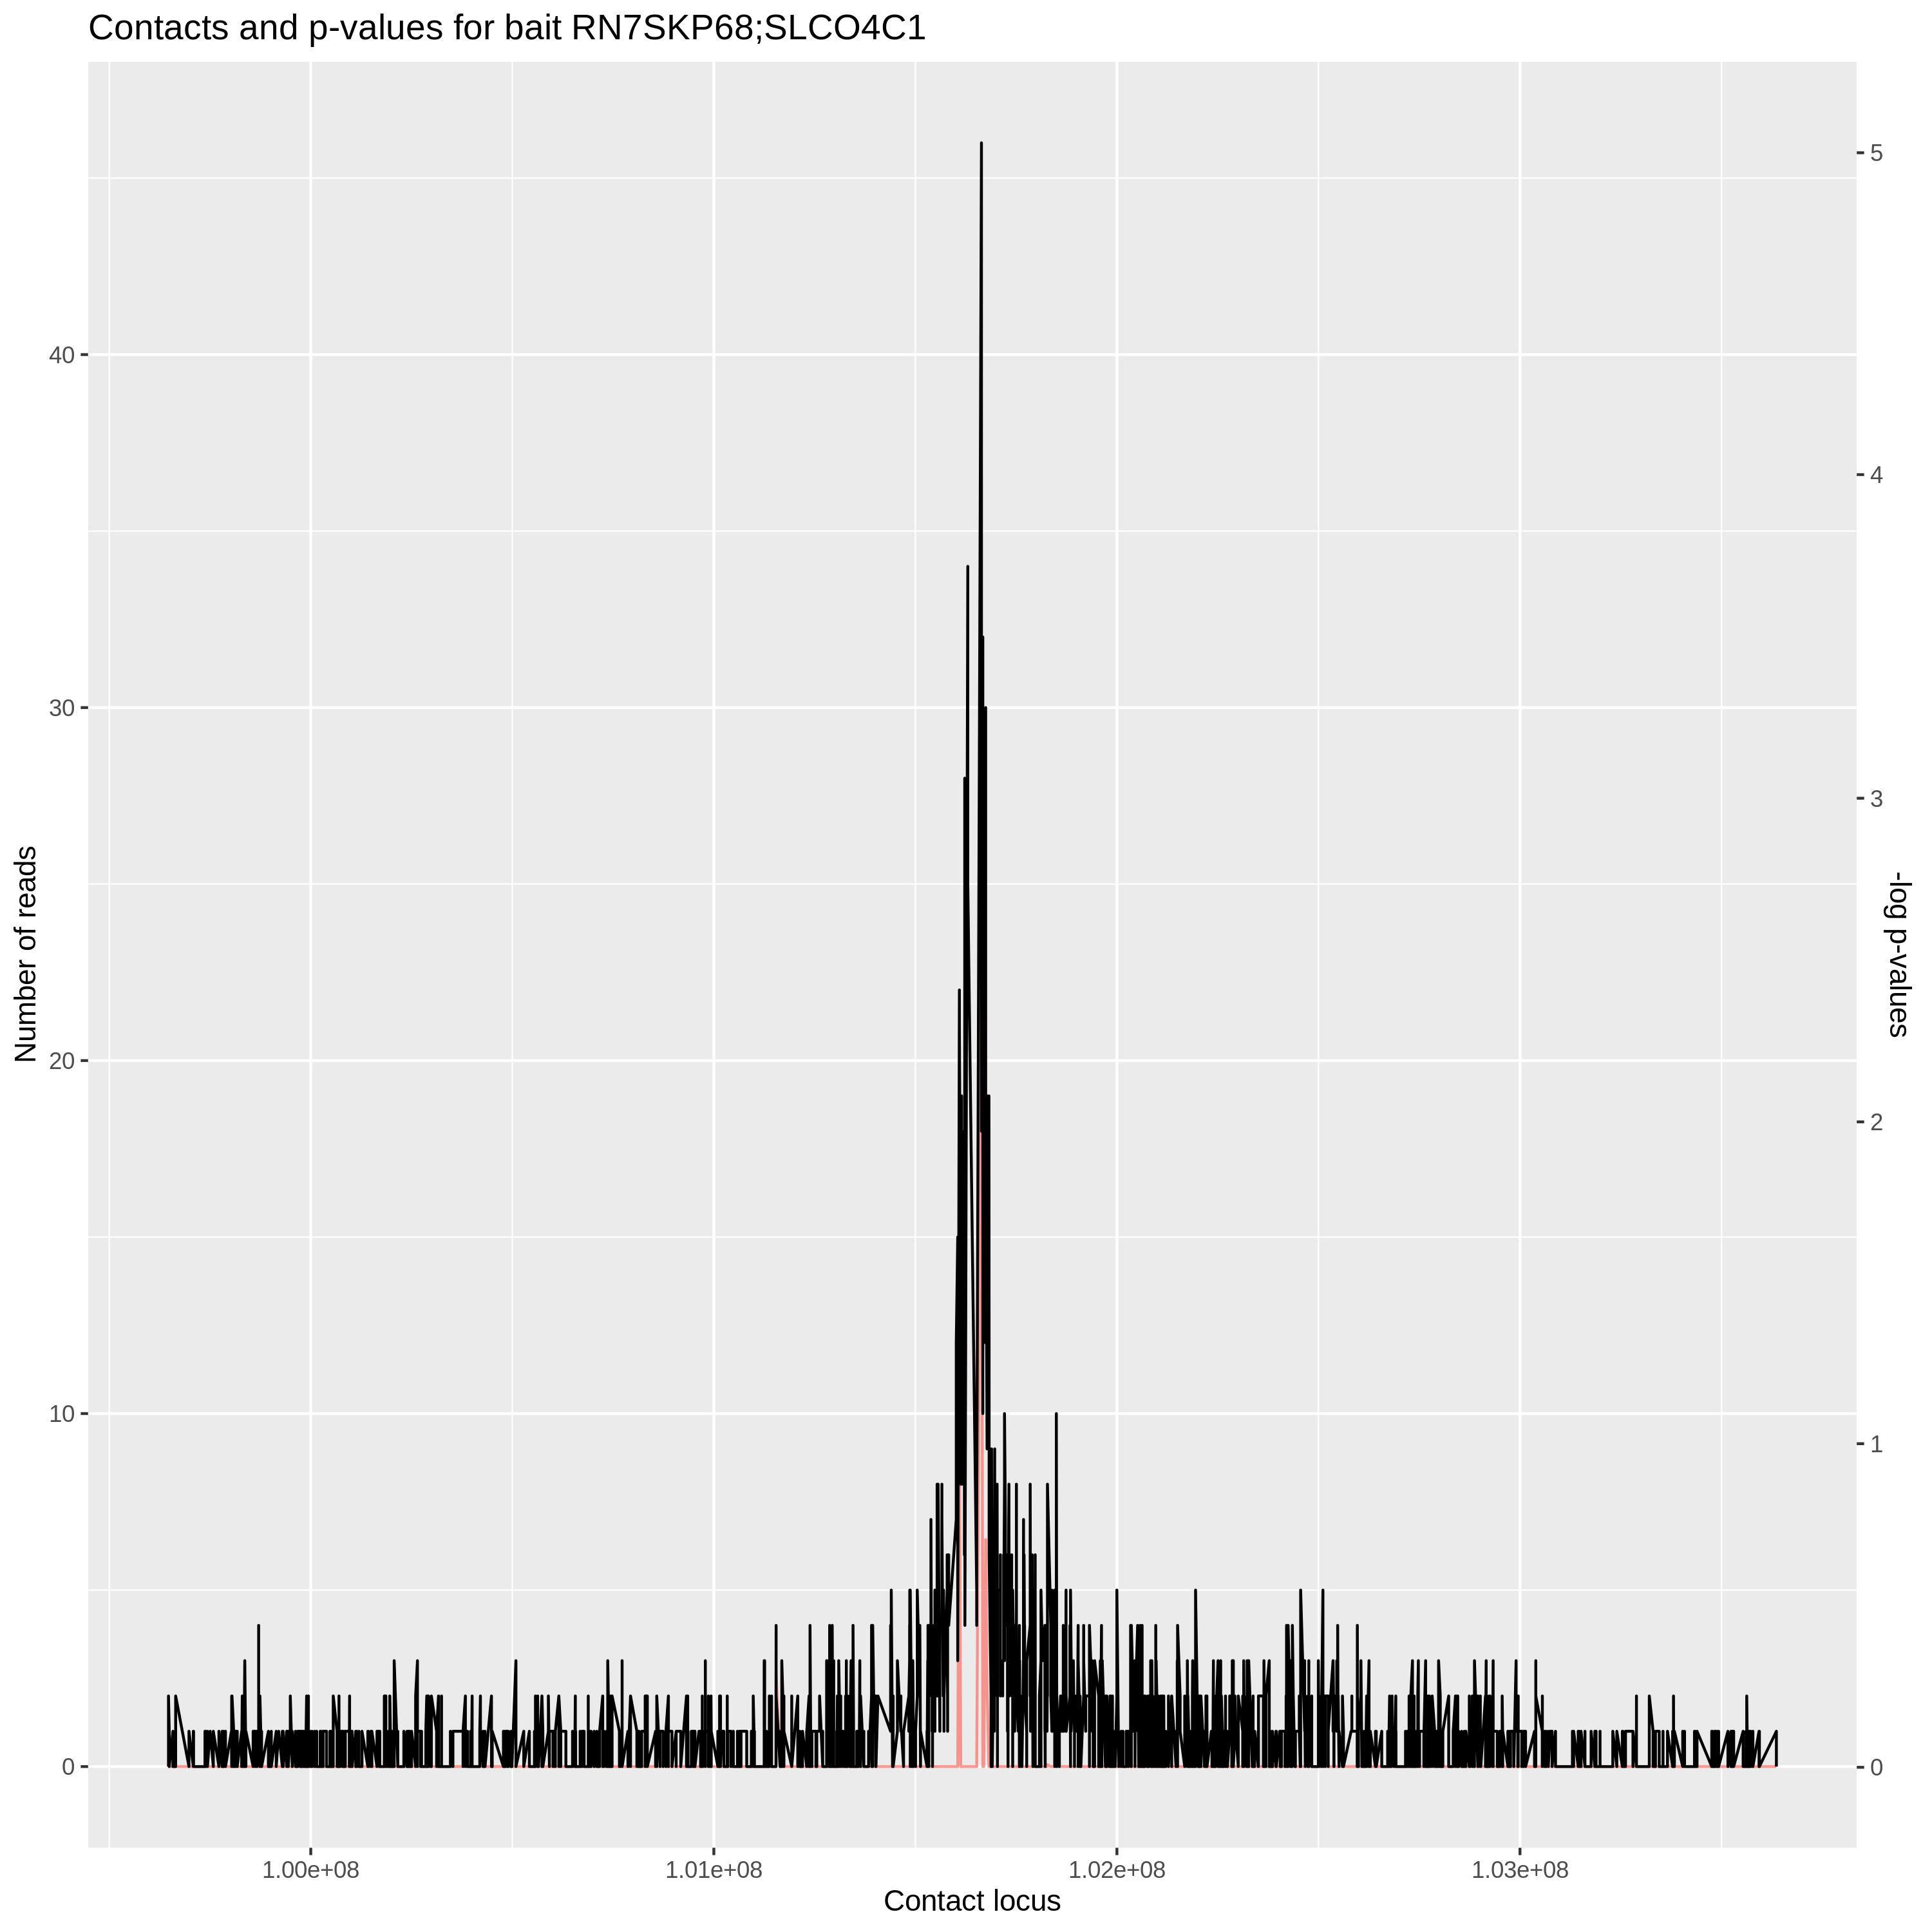 Contacts and p-values for bait RN7SKP68;SLCO4C1
Number of reads
40
30
20
10
0
5
4
3
2
1
0
-log p-values
1.00e+08 1.01e+08 1.02e+08 1.03e+08
Contact locus